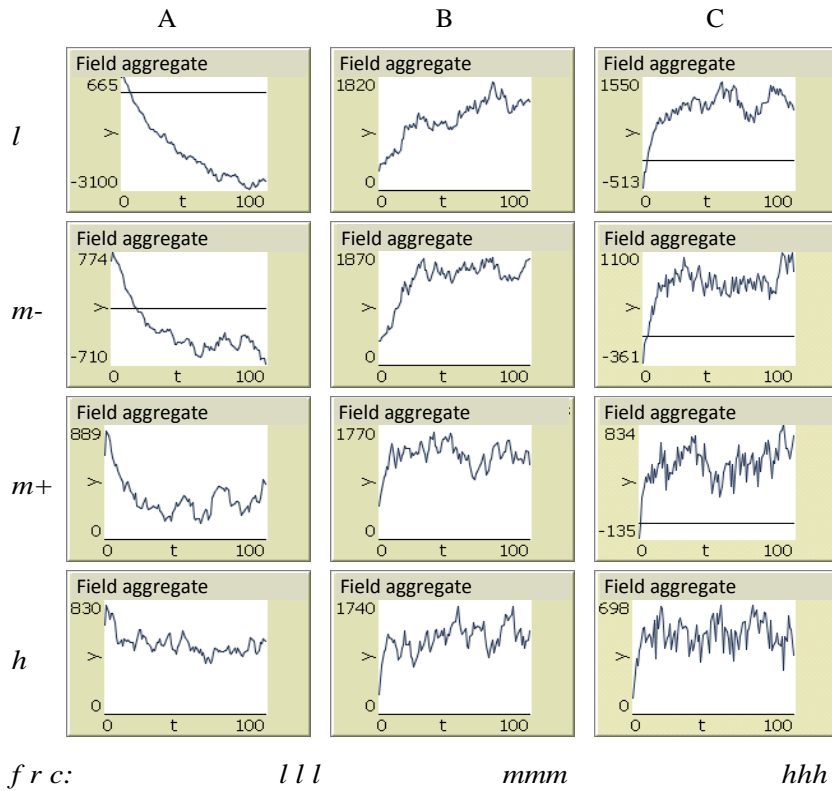 A B C
l
Field aggregate Field aggregate Field aggregate
665 1820 1550
y y y
-3100 0 -513
0 t 100 0 t 100 0 t 100
m-
Field aggregate Field aggregate Field aggregate
774 1870 1100
y y y
-710 0 -361
0 t 100 0 t 100 0 t 100
m+
Field aggregate Field aggregate Field aggregate
889 1770 834
y y y
0 0 -135
0 t 100 0 t 100 0 t 100
h
Field aggregate Field aggregate Field aggregate
830 1740 698
y y y
0 0 0
0 t 100 0 t 100 0 t 100
f r c: l l l mmm hhh